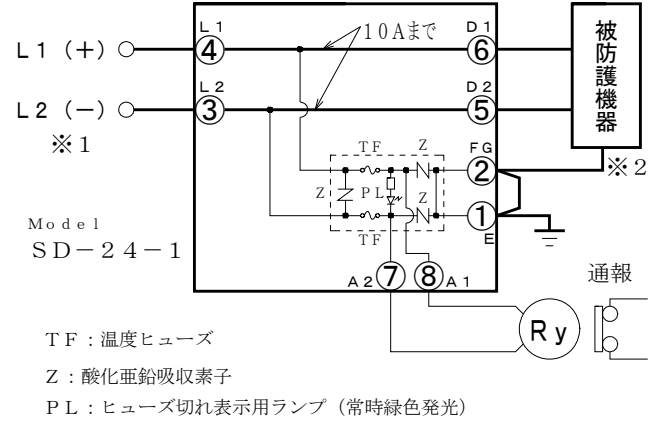 L1 ④ 10Aまで D1 ⑥ 被防護機器
L1 (+)
L2 D2
L2 (−) ③ ⑤
※1
TF Z FG ② ※2
Z PL Z
① E
TF
Model
SD-24-1
A2 ⑦ ⑧ A1
通報
Ry
TF:温度ヒューズ
Z:酸化亜鉛吸収素子
PL:ヒューズ切れ表示用ランプ(常時緑色発光)